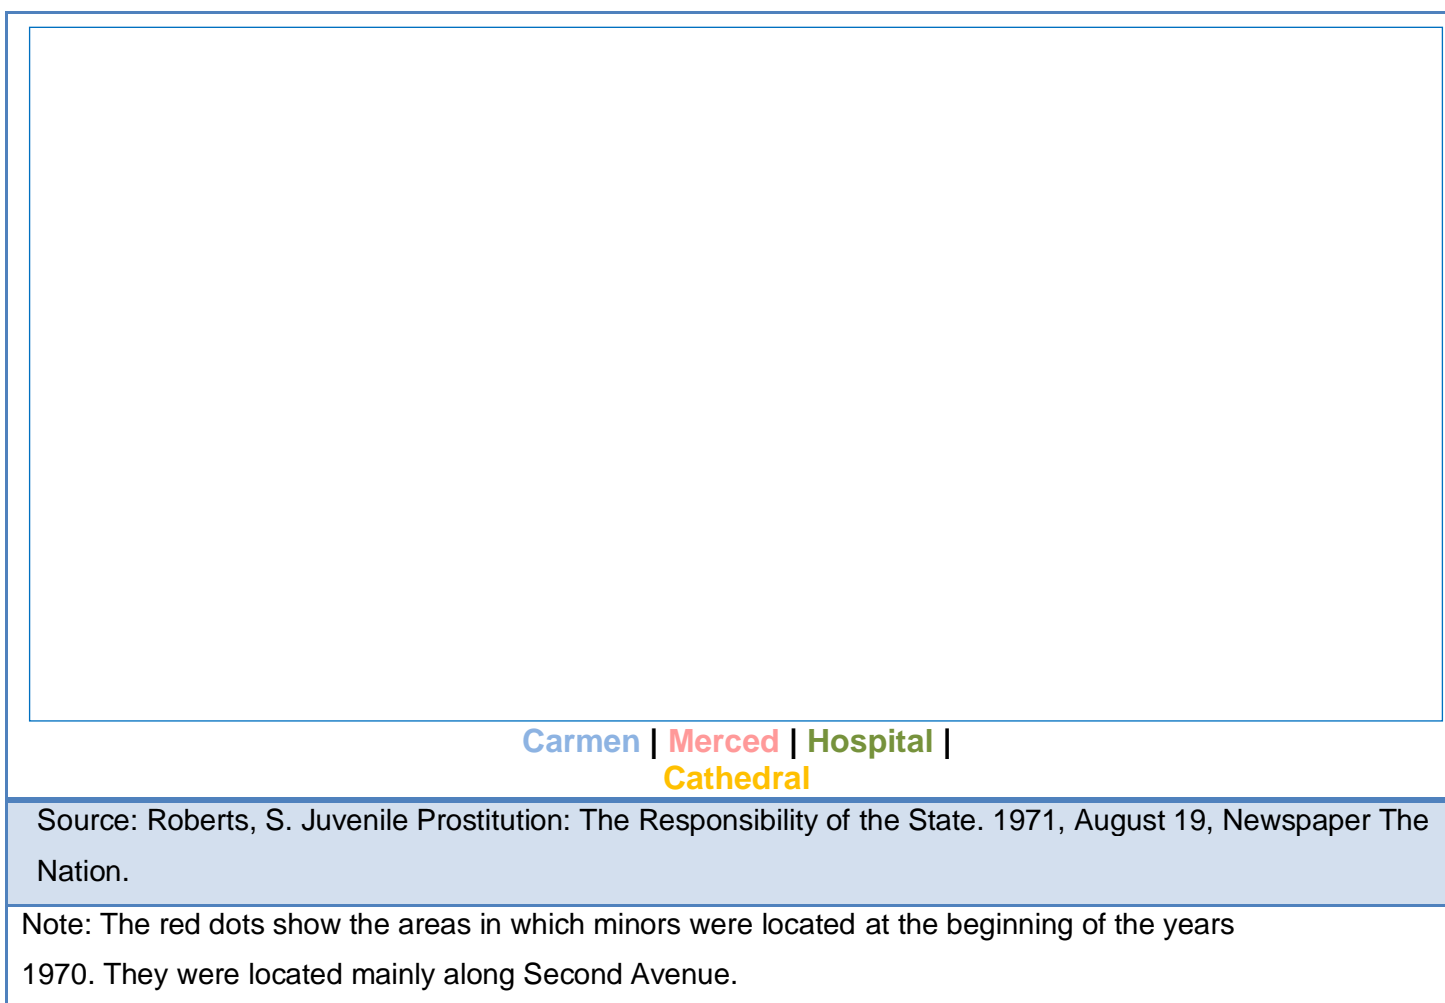 Carmen | Merced | Hospital |
Cathedral
Source: Roberts, S. Juvenile Prostitution: The Responsibility of the State. 1971, August 19, Newspaper The
Nation.
Note: The red dots show the areas in which minors were located at the beginning of the years
1970. They were located mainly along Second Avenue.